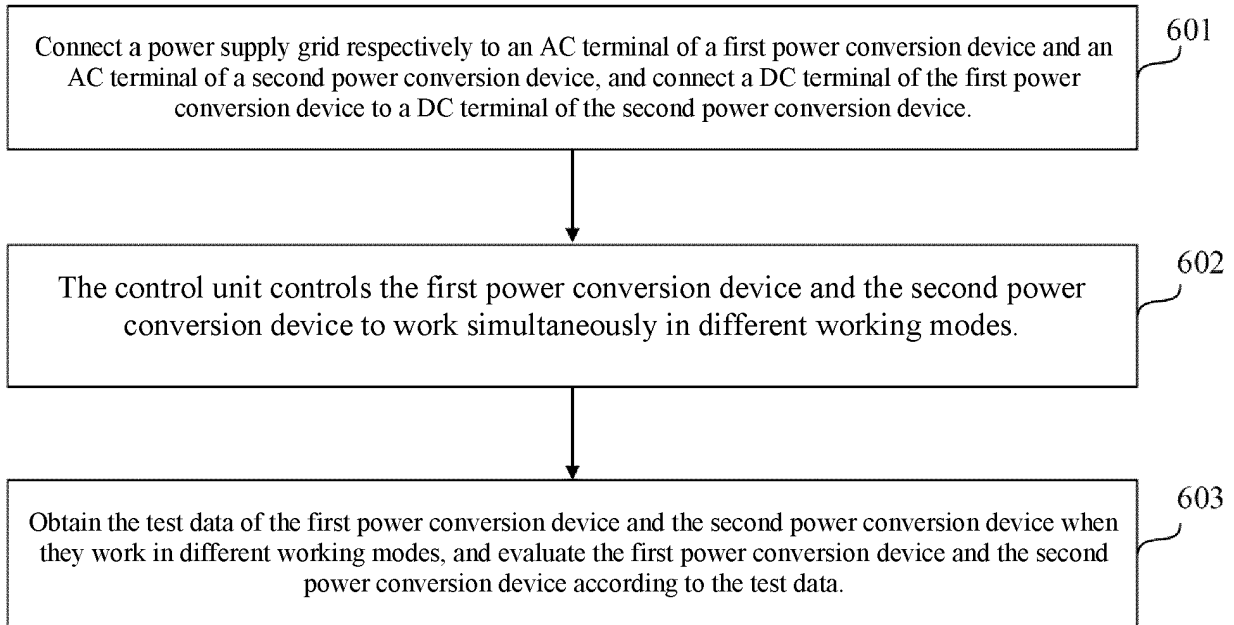 601
Connect a power supply grid respectively to an AC terminal of a first power conversion device and an
AC terminal of a second power conversion device, and connect a DC terminal of the first power
conversion device to a DC terminal of the second power conversion device.
602
The control unit controls the first power conversion device and the second power
conversion device to work simultaneously in different working modes.
603
Obtain the test data of the first power conversion device and the second power conversion device when
they work in different working modes, and evaluate the first power conversion device and the second
power conversion device according to the test data.